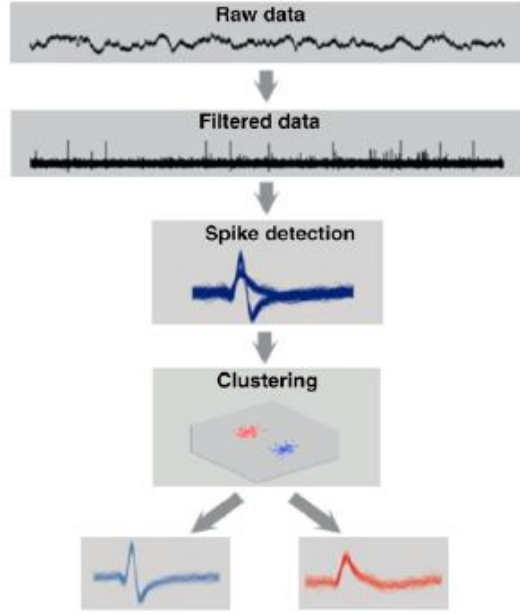 Raw data
Filtered data
Spike detection
Clustering